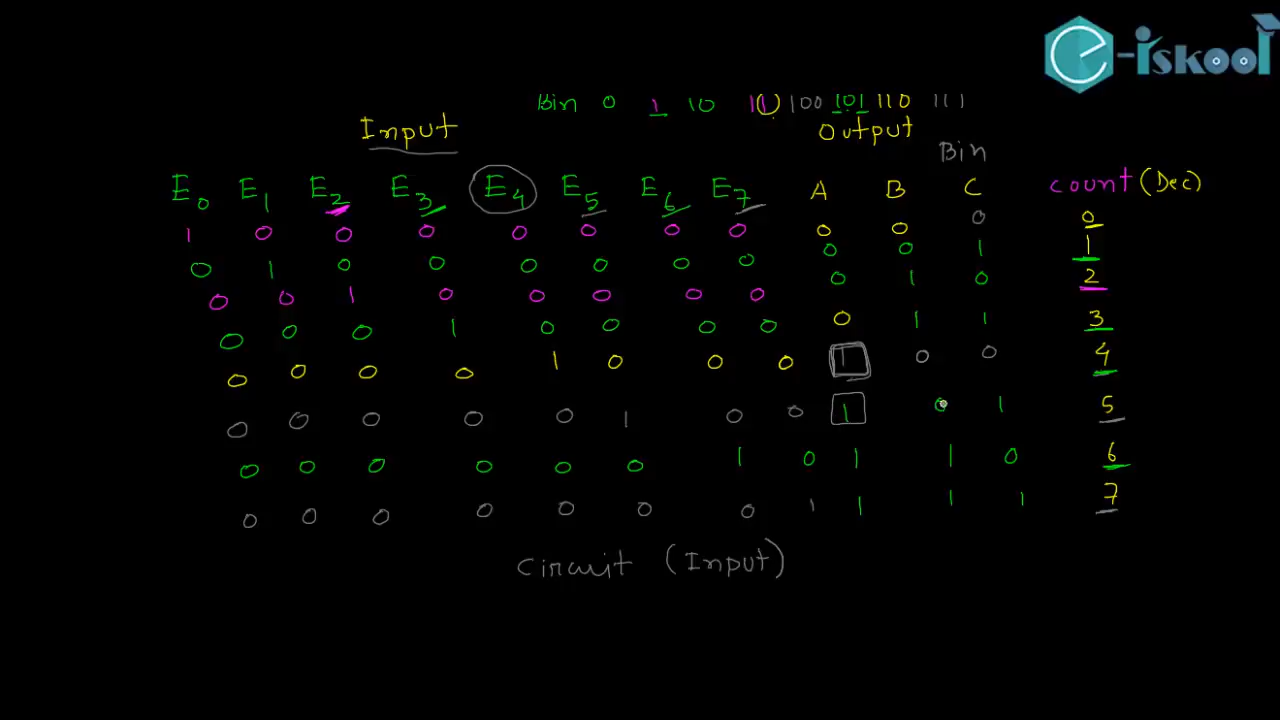 e-iskool
Bin 0 1 10 11 100 101 110 111
Input Output
Bin
E0 E1 E2 E3 E4 E5 E6 E7 A B C count (Dec)
1 0 0 0 0 0 0 0 0 0 0 0
0 1 0 0 0 0 0 0 0 0 1 1
0 0 1 0 0 0 0 0 0 1 0 2
0 0 0 1 0 0 0 0 0 1 1 3
0 0 0 0 1 0 0 0 1 0 0 4
0 0 0 0 0 1 0 0 1 0 1 5
0 0 0 0 0 0 1 0 1 1 0 6
0 0 0 0 0 0 0 1 1 1 1 7
Circuit (Input)